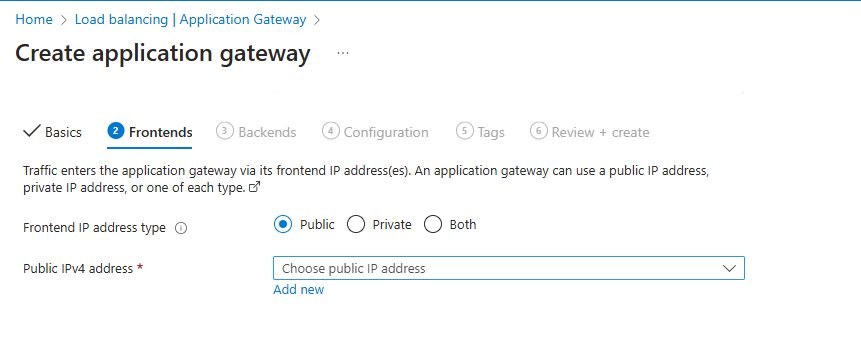 Home > Load balancing | Application Gateway >
Create application gateway ...
Basics 2 Frontends 3 Backends 4 Configuration 5 Tags 6 Review + create
Traffic enters the application gateway via its frontend IP address(es). An application gateway can use a public IP address,
private IP address, or one of each type.
Frontend IP address type Public Private Both
Public IPv4 address * Choose public IP address
Add new